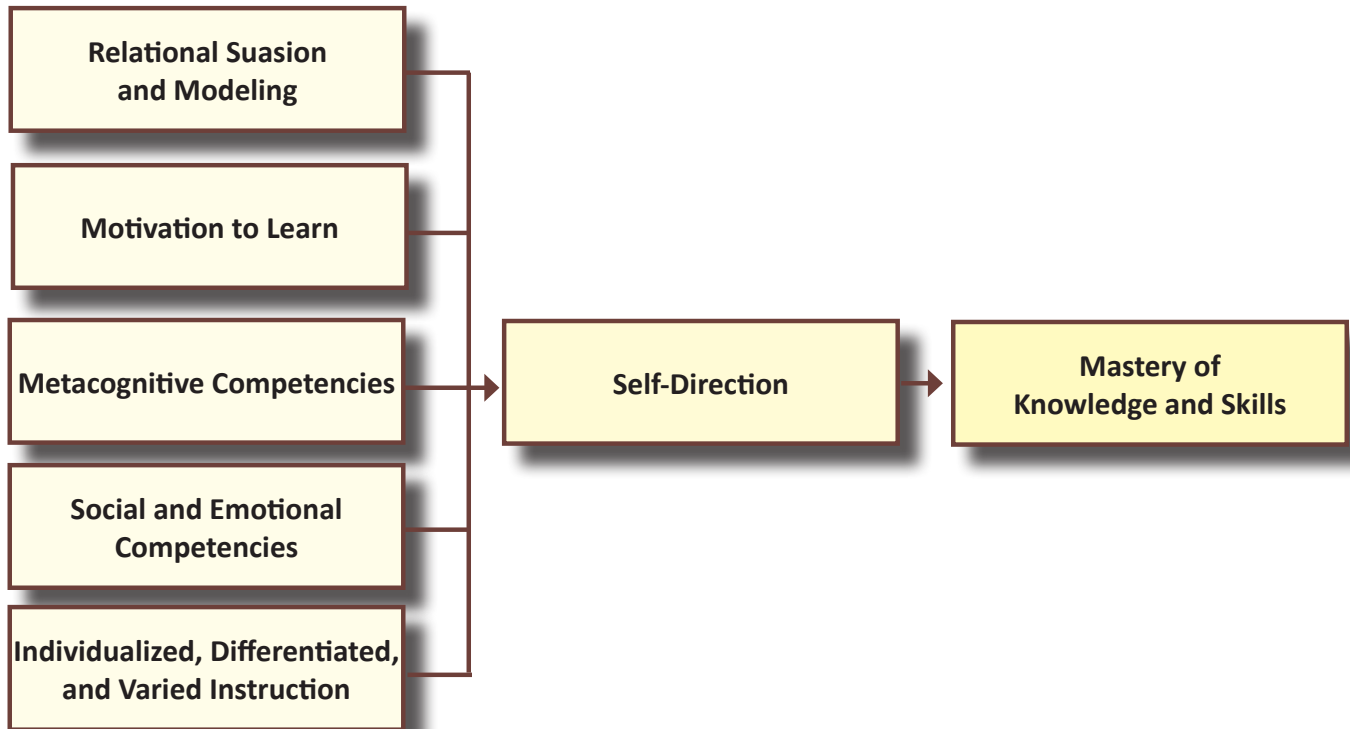 Relational Suasion
and Modeling
Motivation to Learn
Metacognitive Competencies
Social and Emotional
Competencies
Individualized, Differentiated,
and Varied Instruction
Self-Direction
Mastery of
Knowledge and Skills